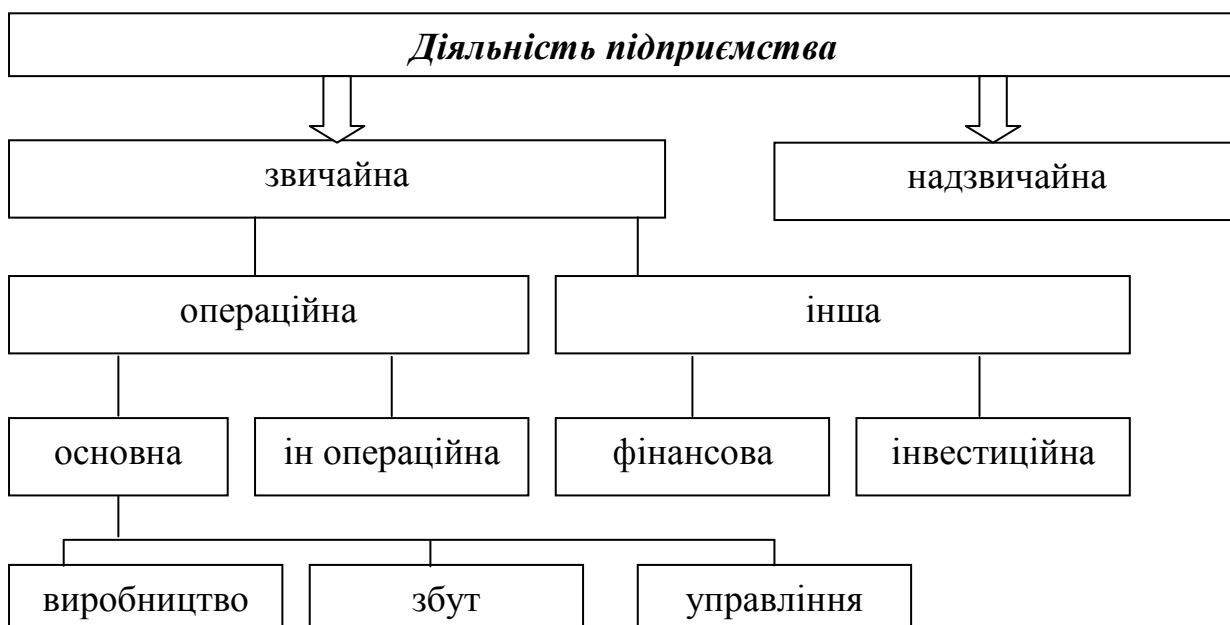 Діяльність підприємства
звичайна
надзвичайна
операційна
інша
основна
ін операційна
фінансова
інвестиційна
виробництво
збут
управління